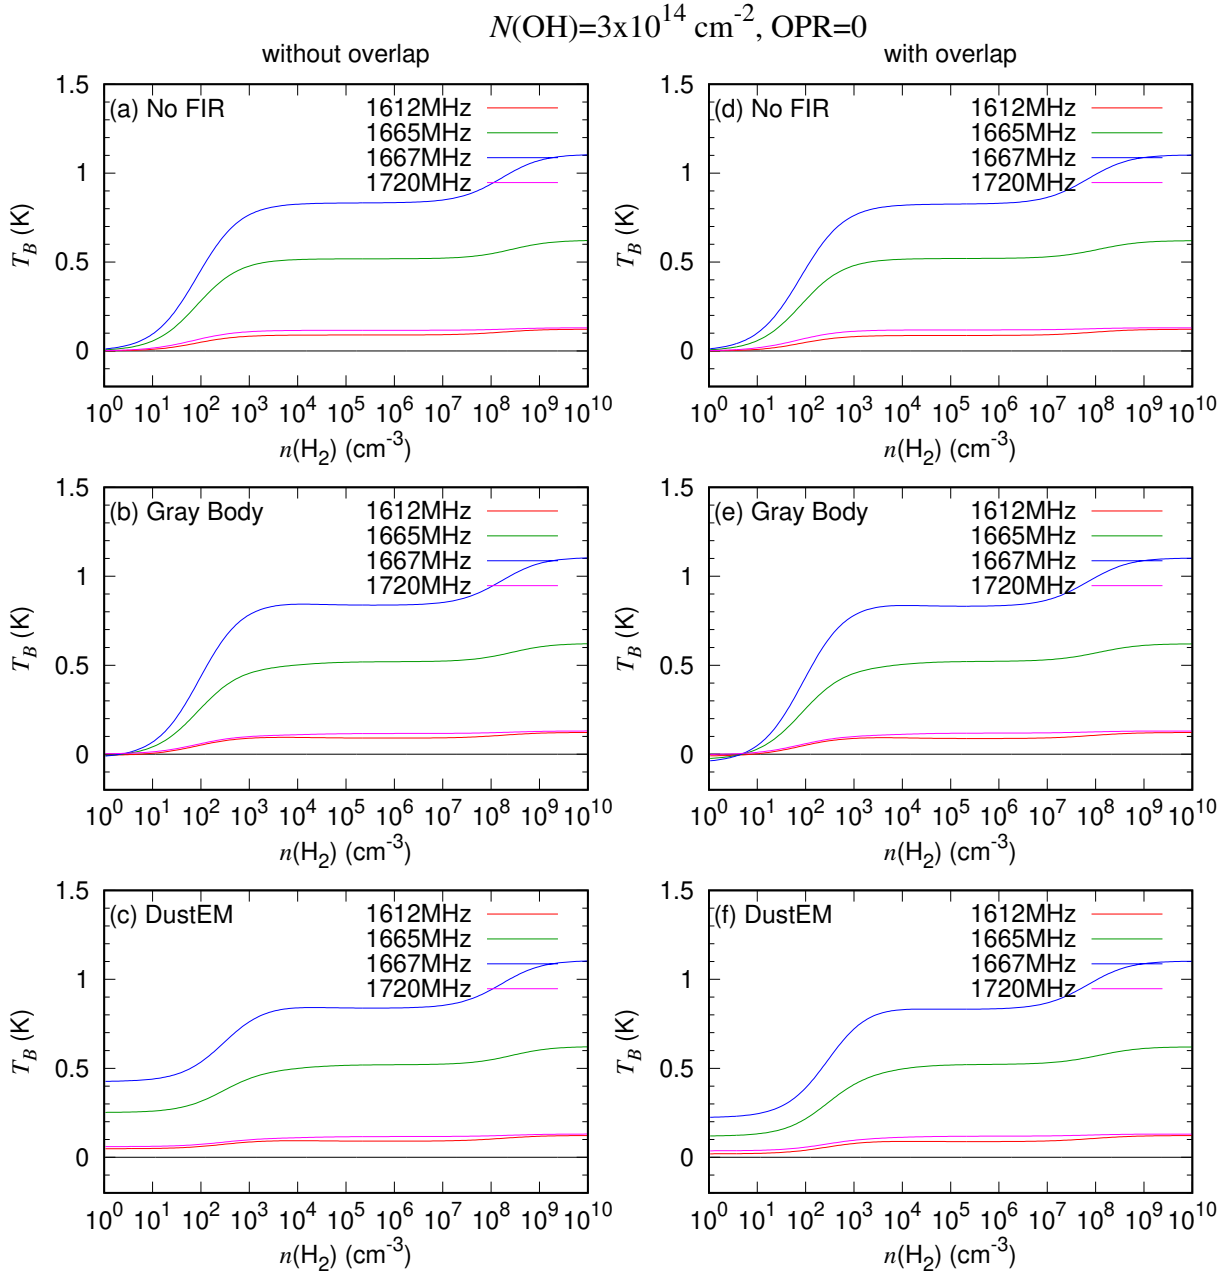 N(OH)=3x10^14 cm^-2, OPR=0
without overlap
with overlap
(a) No FIR
1612MHz
1665MHz
1667MHz
1720MHz
1.5
1
0.5
0
T_B (K)
10^0 10^1 10^2 10^3 10^4 10^5 10^6 10^7 10^8 10^9 10^10
n(H_2) (cm^-3)
(d) No FIR
1612MHz
1665MHz
1667MHz
1720MHz
1.5
1
0.5
0
T_B (K)
10^0 10^1 10^2 10^3 10^4 10^5 10^6 10^7 10^8 10^9 10^10
n(H_2) (cm^-3)
(b) Gray Body
1612MHz
1665MHz
1667MHz
1720MHz
1.5
1
0.5
0
T_B (K)
10^0 10^1 10^2 10^3 10^4 10^5 10^6 10^7 10^8 10^9 10^10
n(H_2) (cm^-3)
(e) Gray Body
1612MHz
1665MHz
1667MHz
1720MHz
1.5
1
0.5
0
T_B (K)
10^0 10^1 10^2 10^3 10^4 10^5 10^6 10^7 10^8 10^9 10^10
n(H_2) (cm^-3)
(c) DustEM
1612MHz
1665MHz
1667MHz
1720MHz
1.5
1
0.5
0
T_B (K)
10^0 10^1 10^2 10^3 10^4 10^5 10^6 10^7 10^8 10^9 10^10
n(H_2) (cm^-3)
(f) DustEM
1612MHz
1665MHz
1667MHz
1720MHz
1.5
1
0.5
0
T_B (K)
10^0 10^1 10^2 10^3 10^4 10^5 10^6 10^7 10^8 10^9 10^10
n(H_2) (cm^-3)